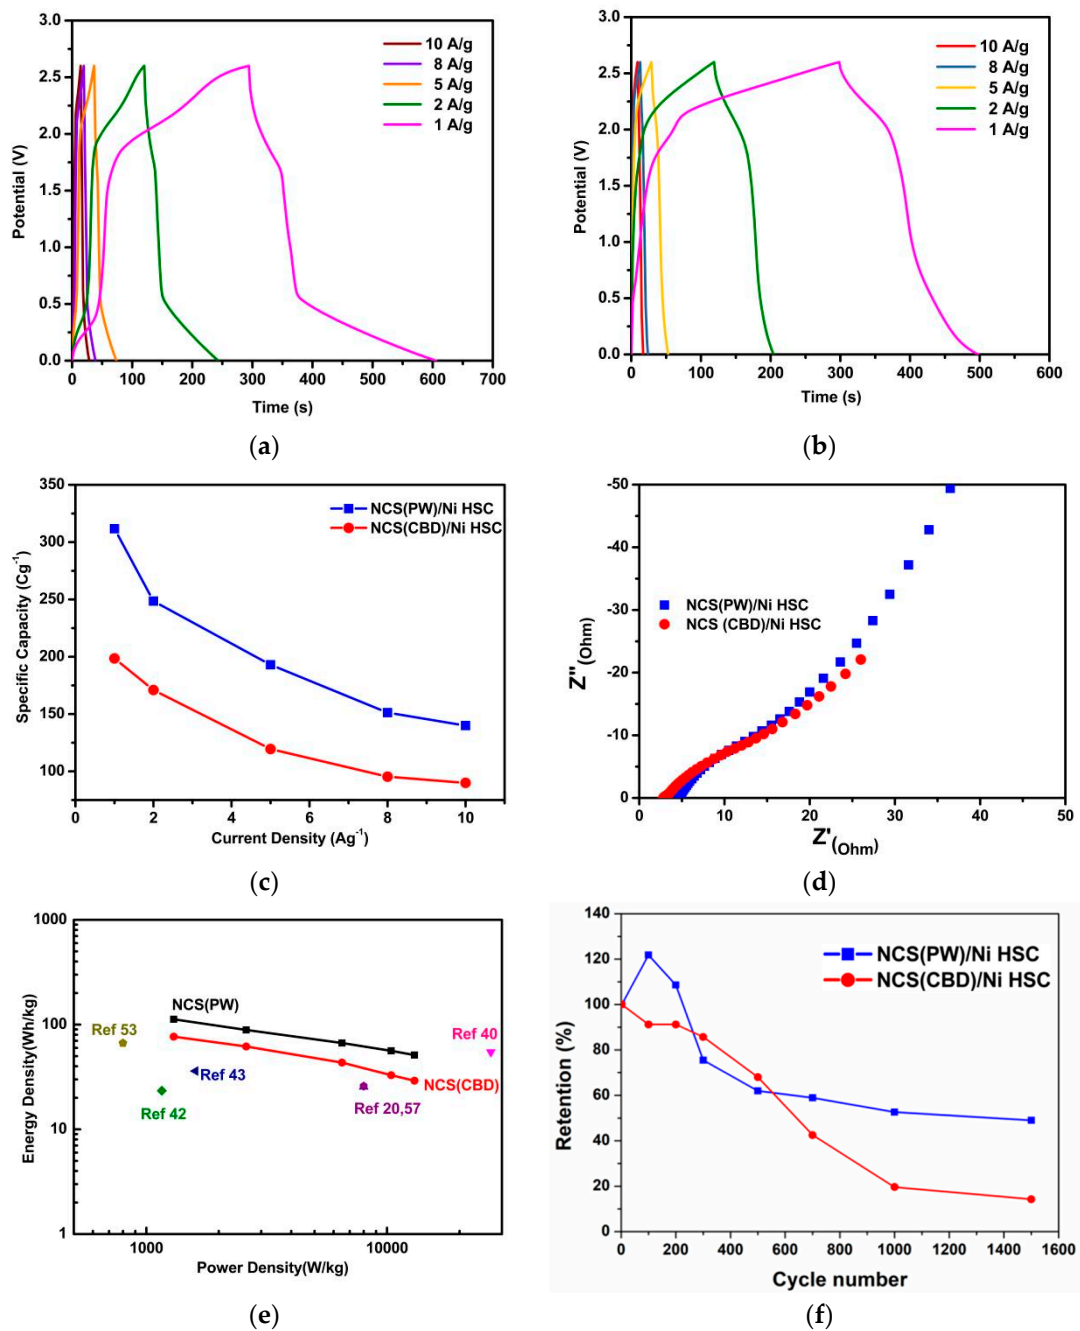 3.0
2.5
2.0
1.5
1.0
0.5
0.0
Potential (V)
0 100 200 300 400 500 600 700
Time (s)
10 A/g
8 A/g
5 A/g
2 A/g
1 A/g
(a)
3.0
2.5
2.0
1.5
1.0
0.5
0.0
Potential (V)
0 100 200 300 400 500 600
Time (s)
10 A/g
8 A/g
5 A/g
2 A/g
1 A/g
(b)
350
300
250
200
150
100
Specific Capacity (Cg⁻¹)
0 2 4 6 8 10
Current Density (Ag⁻¹)
NCS(PW)/Ni HSC
NCS(CBD)/Ni HSC
(c)
-50
-40
-30
-20
-10
0
Z''(Ohm)
0 10 20 30 40 50
Z'(Ohm)
NCS(PW)/Ni HSC
NCS (CBD)/Ni HSC
(d)
1000
100
10
1
Energy Density(Wh/kg)
1000 10000
Power Density(W/kg)
NCS(PW)
Ref 53
Ref 40
Ref 43
NCS(CBD)
Ref 42
Ref 20,57
(e)
140
120
100
80
60
40
20
0
Retention (%)
0 200 400 600 800 1000 1200 1400 1600
Cycle number
NCS(PW)/Ni HSC
NCS(CBD)/Ni HSC
(f)